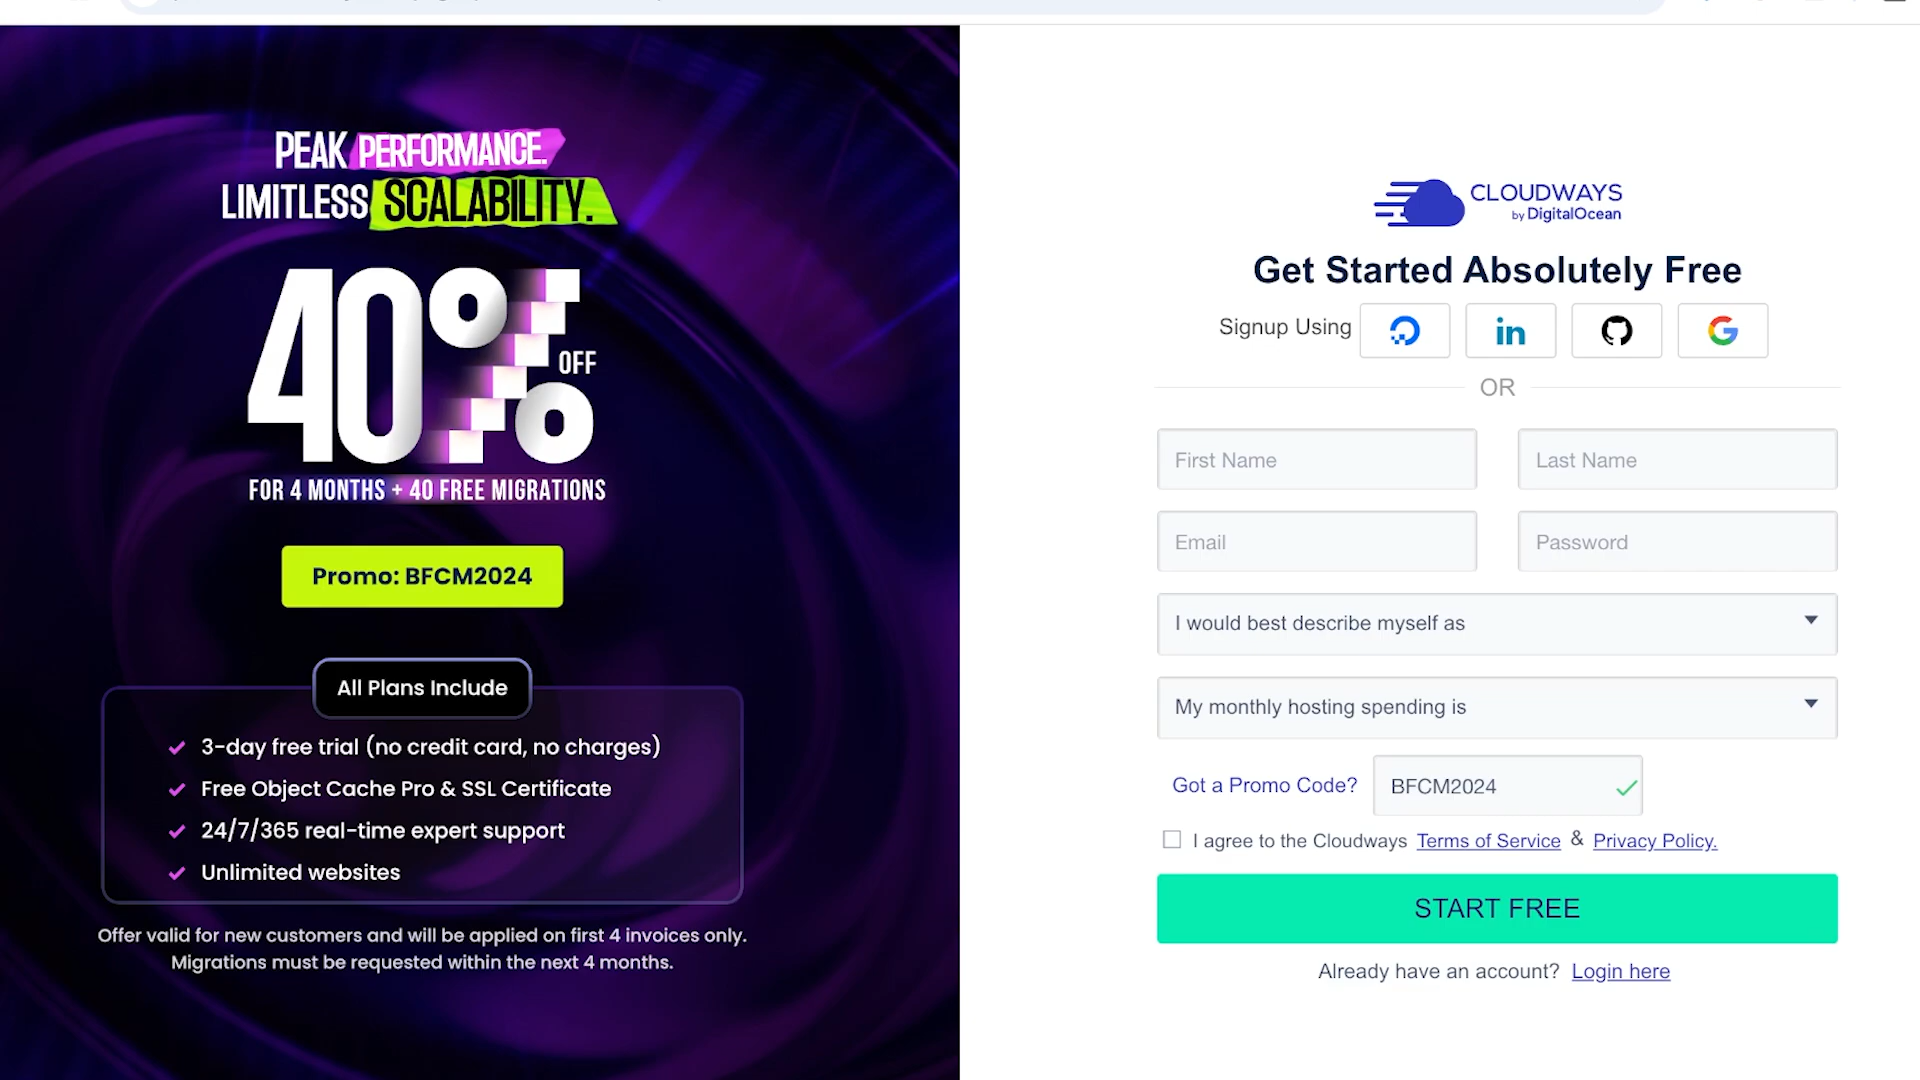 PEAK PERFORMANCE.
LIMITLESS SCALABILITY.
40% OFF
FOR 4 MONTHS + 40 FREE MIGRATIONS
Promo: BFCM2024
All Plans Include
3-day free trial (no credit card, no charges)
Free Object Cache Pro & SSL Certificate
24/7/365 real-time expert support
Unlimited websites
Offer valid for new customers and will be applied on first 4 invoices only.
Migrations must be requested within the next 4 months.
CLOUDWAYS
by DigitalOcean
Get Started Absolutely Free
Signup Using
in
OR
First Name
Last Name
Email
Password
I would best describe myself as
My monthly hosting spending is
Got a Promo Code? BFCM2024
I agree to the Cloudways Terms of Service & Privacy Policy.
START FREE
Already have an account? Login here